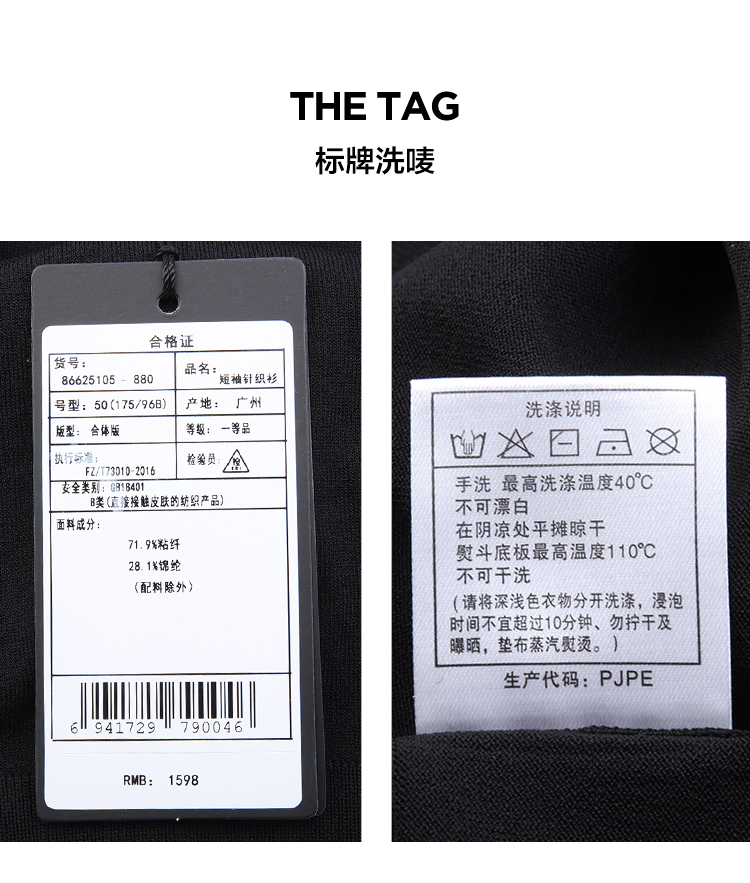 THE TAG
标牌洗唛
合格证
货号：
86625105 - 880
品名：
短袖针织衫
号型：50(175/96B)
产地： 广州
版型：合体版
等级：一等品
执行标准：
FZ/T73010-2016
检验员：
安全类别：GB18401
B类(直接接触皮肤的纺织产品)
面料成分：
71.9%粘纤
28.1%锦纶
(配料除外)
6 941729 790046
RMB： 1598
洗涤说明
手洗 最高洗涤温度40℃
不可漂白
在阴凉处平摊晾干
熨斗底板最高温度110℃
不可干洗
(请将深浅色衣物分开洗涤，浸泡
时间不宜超过10分钟、勿拧干及
曝晒，垫布蒸汽熨烫。)
生产代码：PJPE